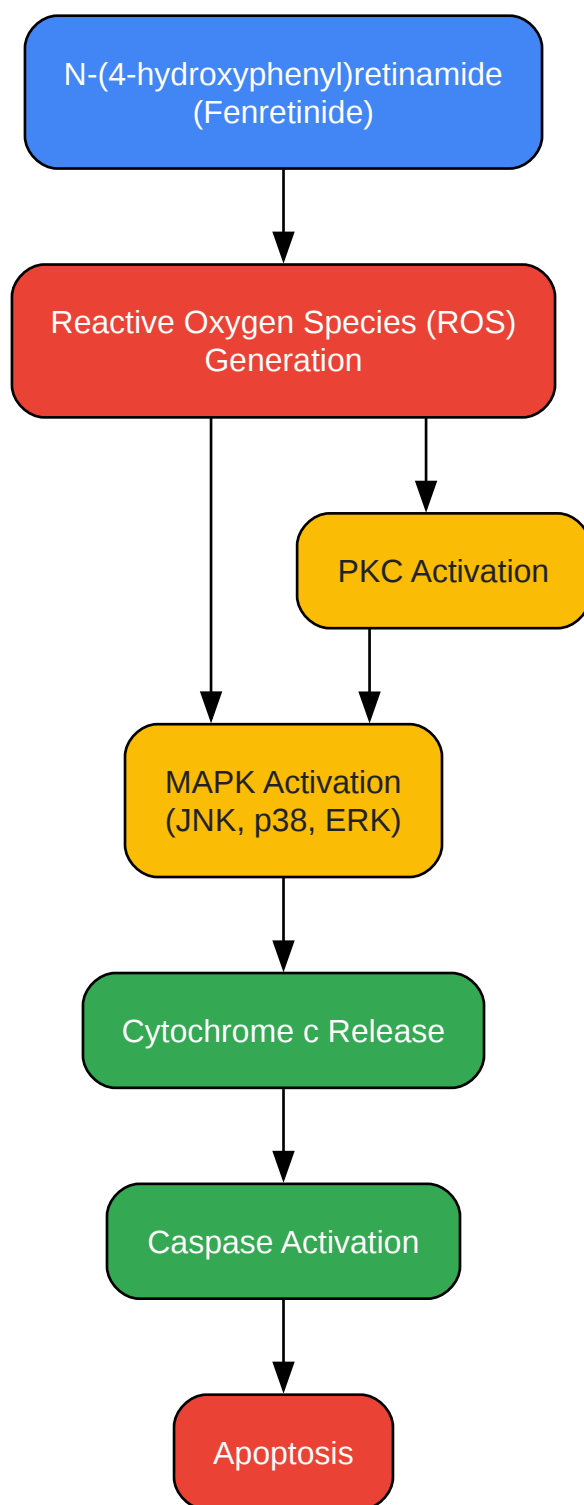 N-(4-hydroxyphenyl)retinamide
(Fenretinide)
Reactive Oxygen Species (ROS)
Generation
PKC Activation
MAPK Activation
(JNK, p38, ERK)
Cytochrome c Release
Caspase Activation
Apoptosis